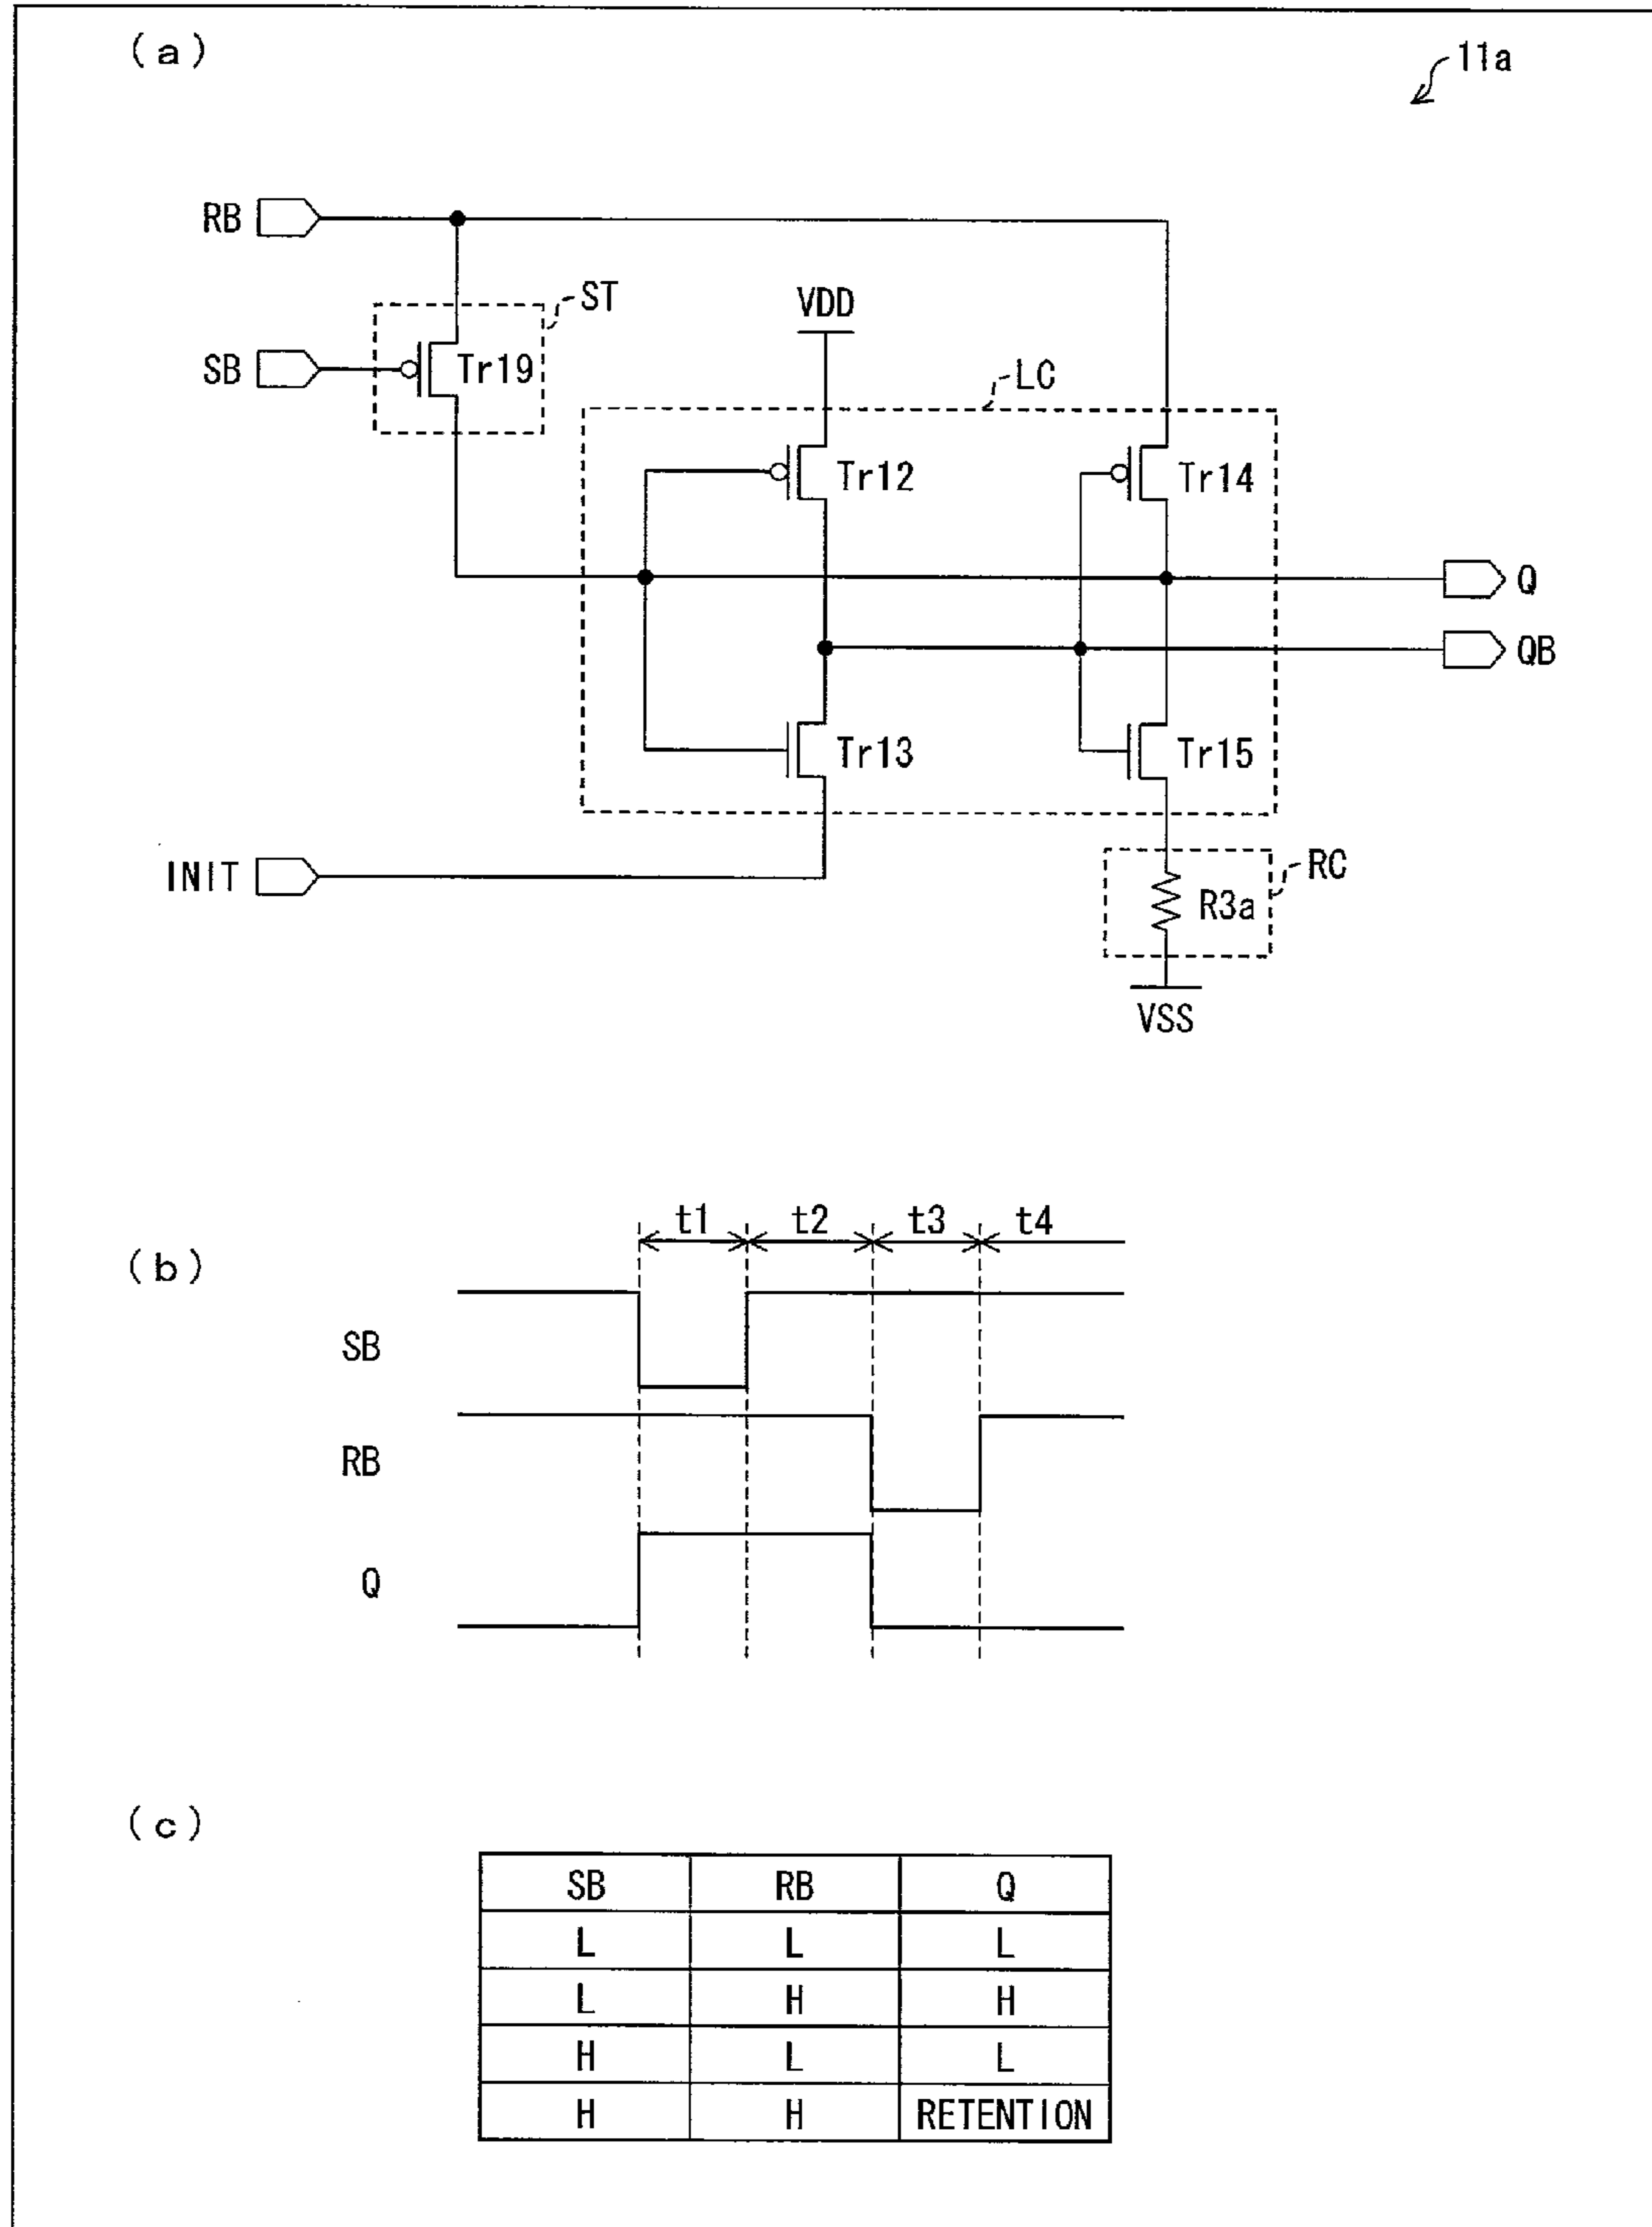 (a)
11a
RB
ST
VDD
SB
Tr19
LC
Tr12
Tr14
Q
QB
Tr13
Tr15
INIT
RC
R3a
VSS
(b)
t1 t2 t3 t4
SB
RB
Q
(c)
SB RB Q
L L L
L H H
H L L
H H RETENTION